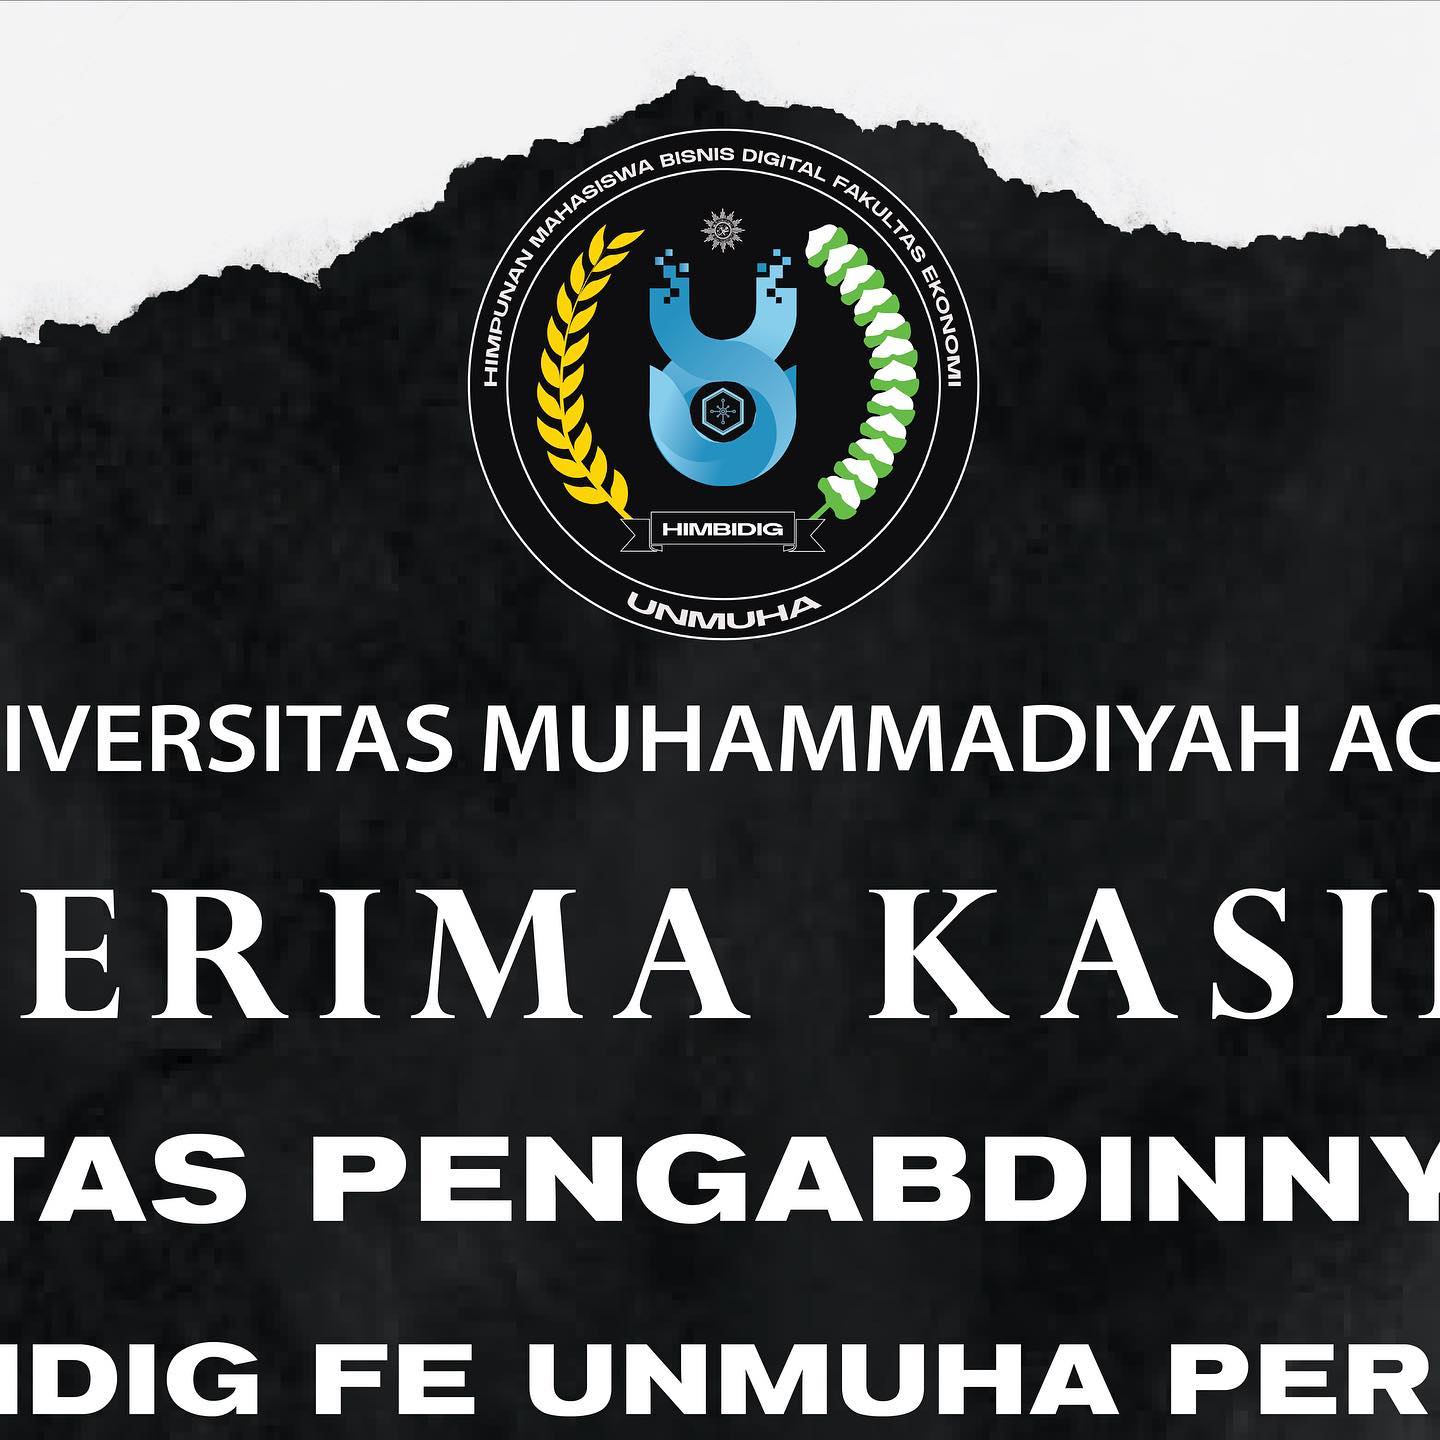 HIMPUNAN MAHASISWA BISNIS DIGITAL FAKULTAS EKONOMI
HIMBIDIG
UNMUHA
IVERSITAS MUHAMMADIYAH AC
ERIMA KASI
TAS PENGABDINNY
IDIG FE UNMUHA PER